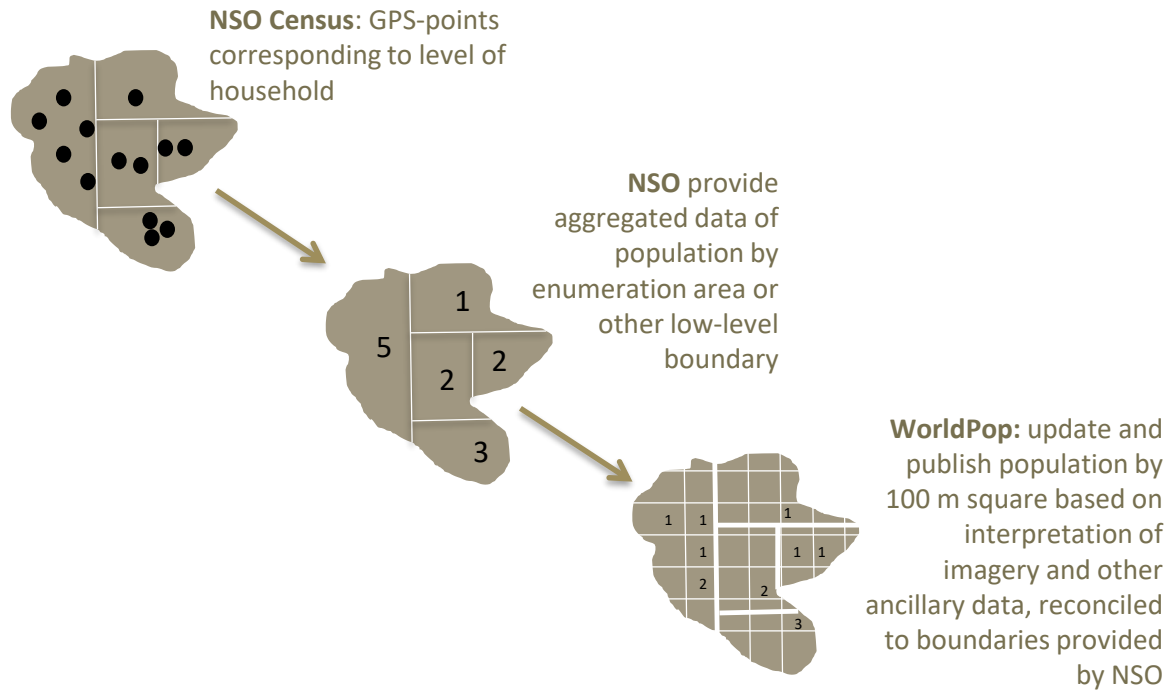 NSO Census: GPS-points
corresponding to level of
household
NSO provide
aggregated data of
population by
enumeration area or
other low-level
boundary
1
5
2
2
3
WorldPop: update and
publish population by
100 m square based on
interpretation of
imagery and other
ancillary data, reconciled
to boundaries provided
by NSO
1
1 1
1 1 1
2 2
3